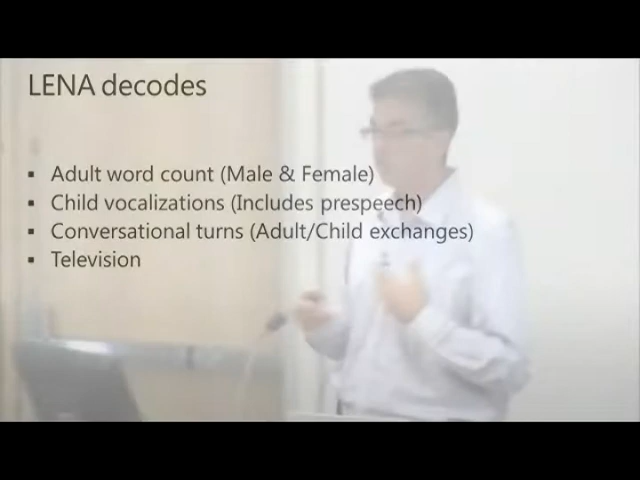 LENA decodes
▪ Adult word count (Male & Female)
▪ Child vocalizations (Includes prespeech)
▪ Conversational turns (Adult/Child exchanges)
▪ Television